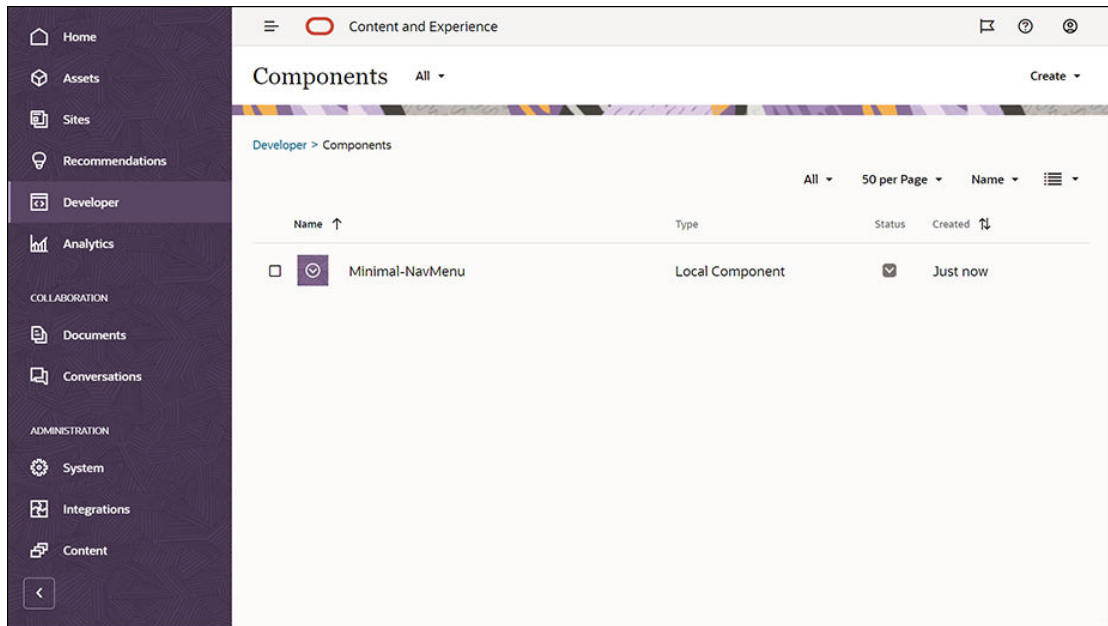 Home
Assets
Sites
Recommendations
Developer
Analytics
COLLABORATION
Documents
Conversations
ADMINISTRATION
System
Integrations
Content
Content and Experience
Components All
Create
Developer > Components
All 50 per Page Name
Name Type Status Created
Minimal-NavMenu Local Component Just now